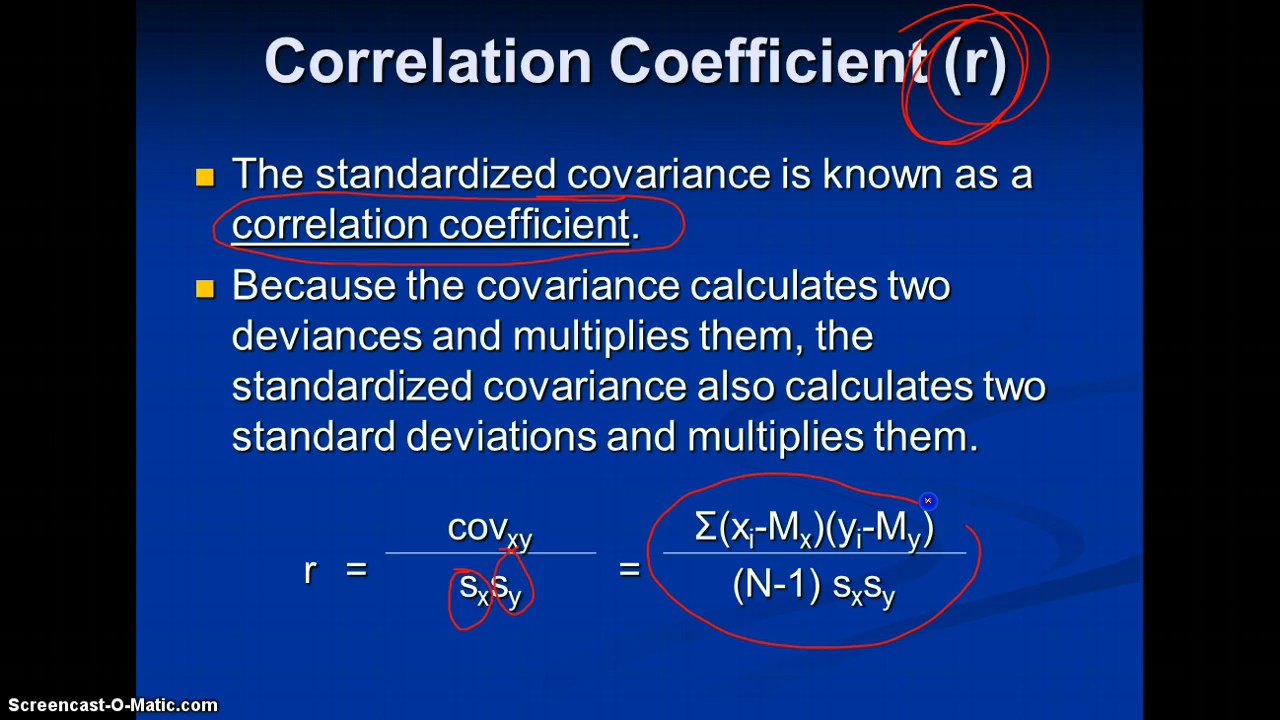 Correlation Coefficient (r)
■ The standardized covariance is known as a
correlation coefficient.
■ Because the covariance calculates two
deviances and multiplies them, the
standardized covariance also calculates two
standard deviations and multiplies them.
r = cov_xy / s_x s_y = Σ(x_i-M_x)(y_i-M_y) / (N-1) s_x s_y
Screencast-O-Matic.com